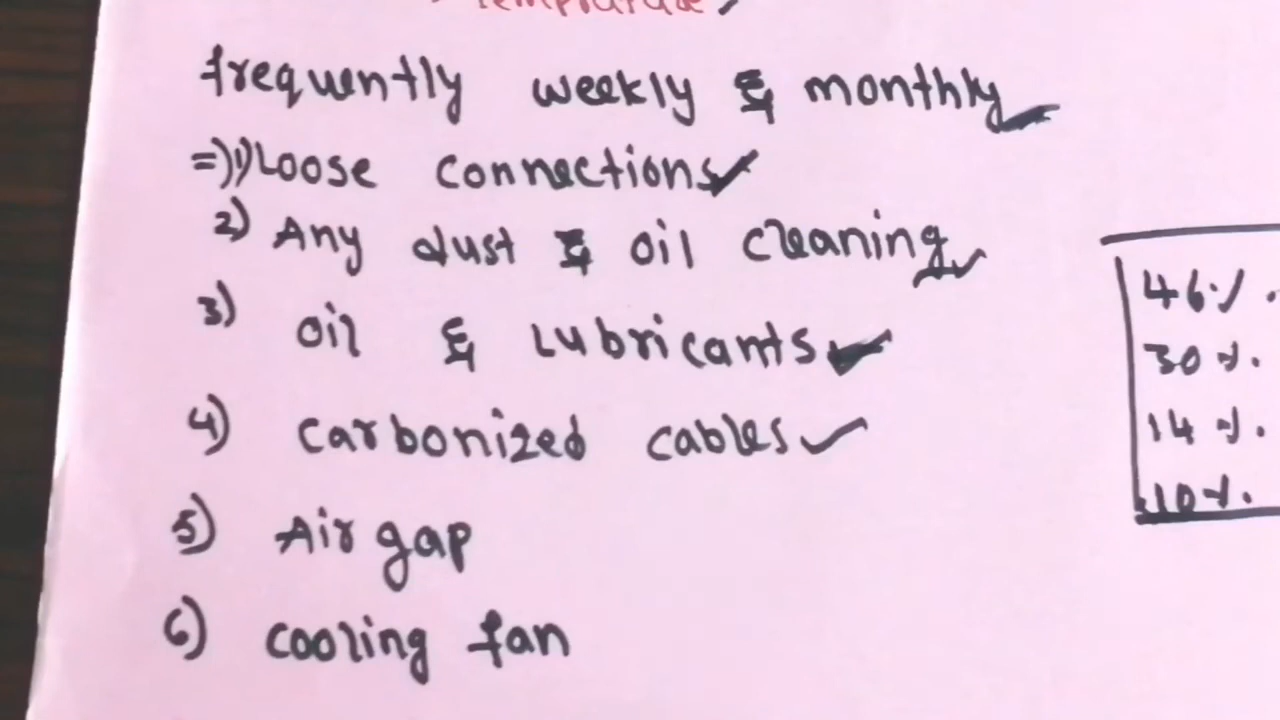 Temprature
frequently weekly & monthly
=) 1) Loose connections ✓
2) Any dust & oil cleaning ✓
3) oil & Lubricants ✓
4) carbonized cables ✓
5) Air gap
6) cooling fan
46%.
30%.
14%.
10%.